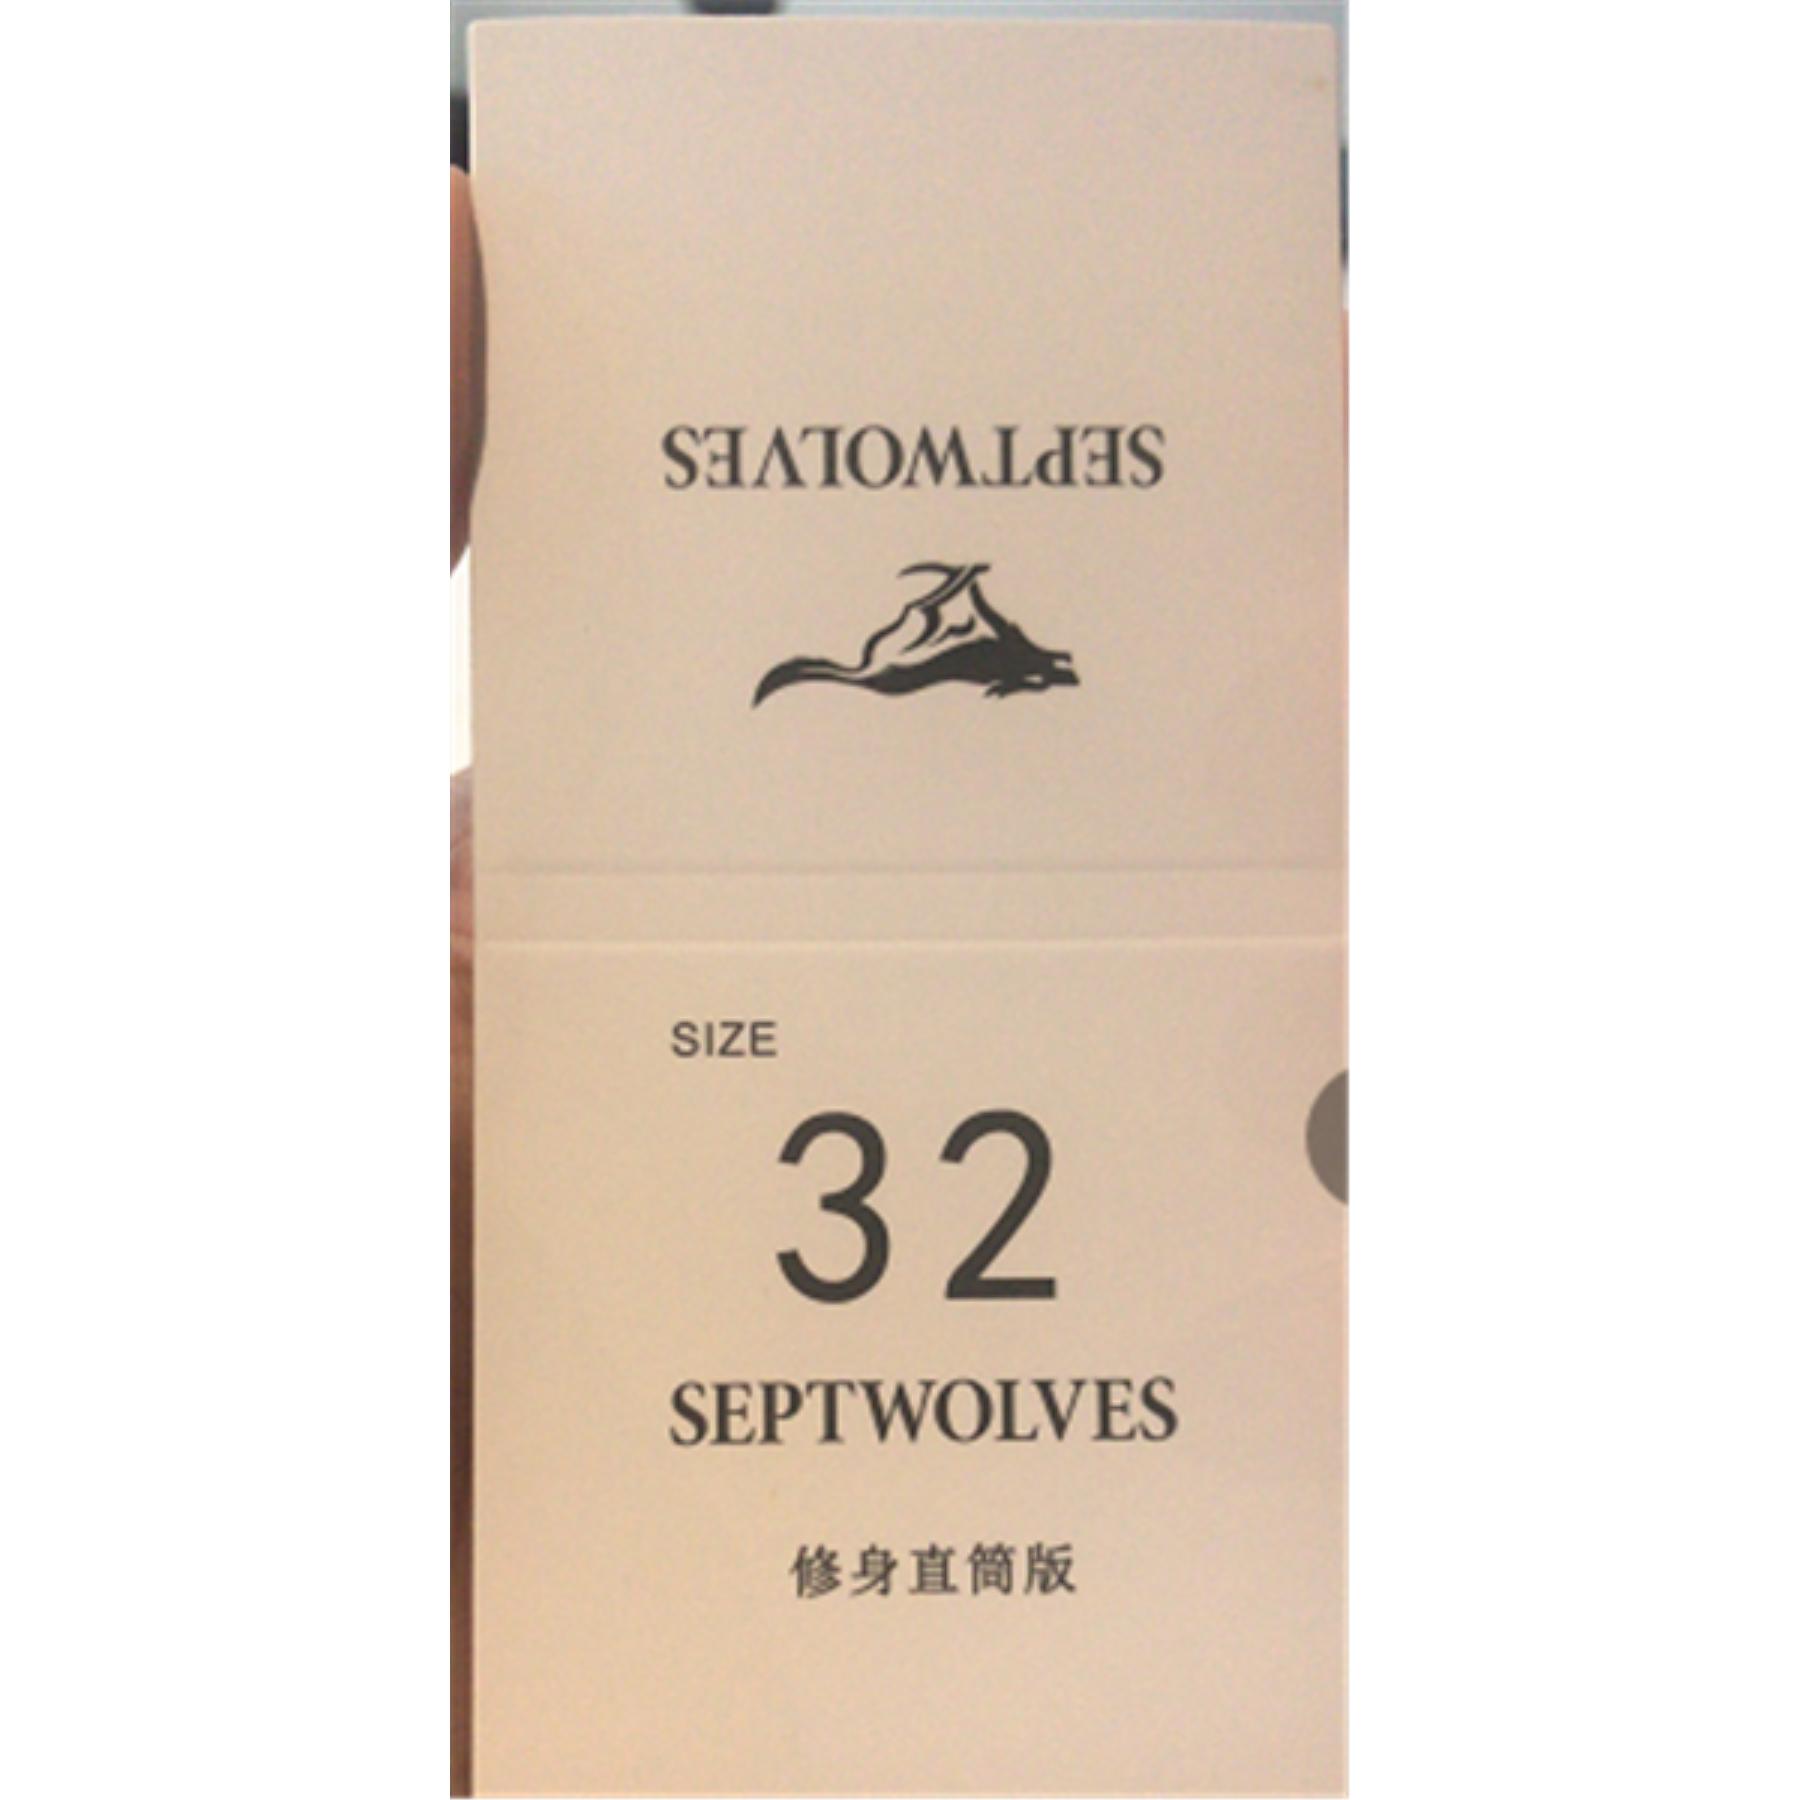 SEPTWOLVES
SIZE
32
SEPTWOLVES
修身直筒版